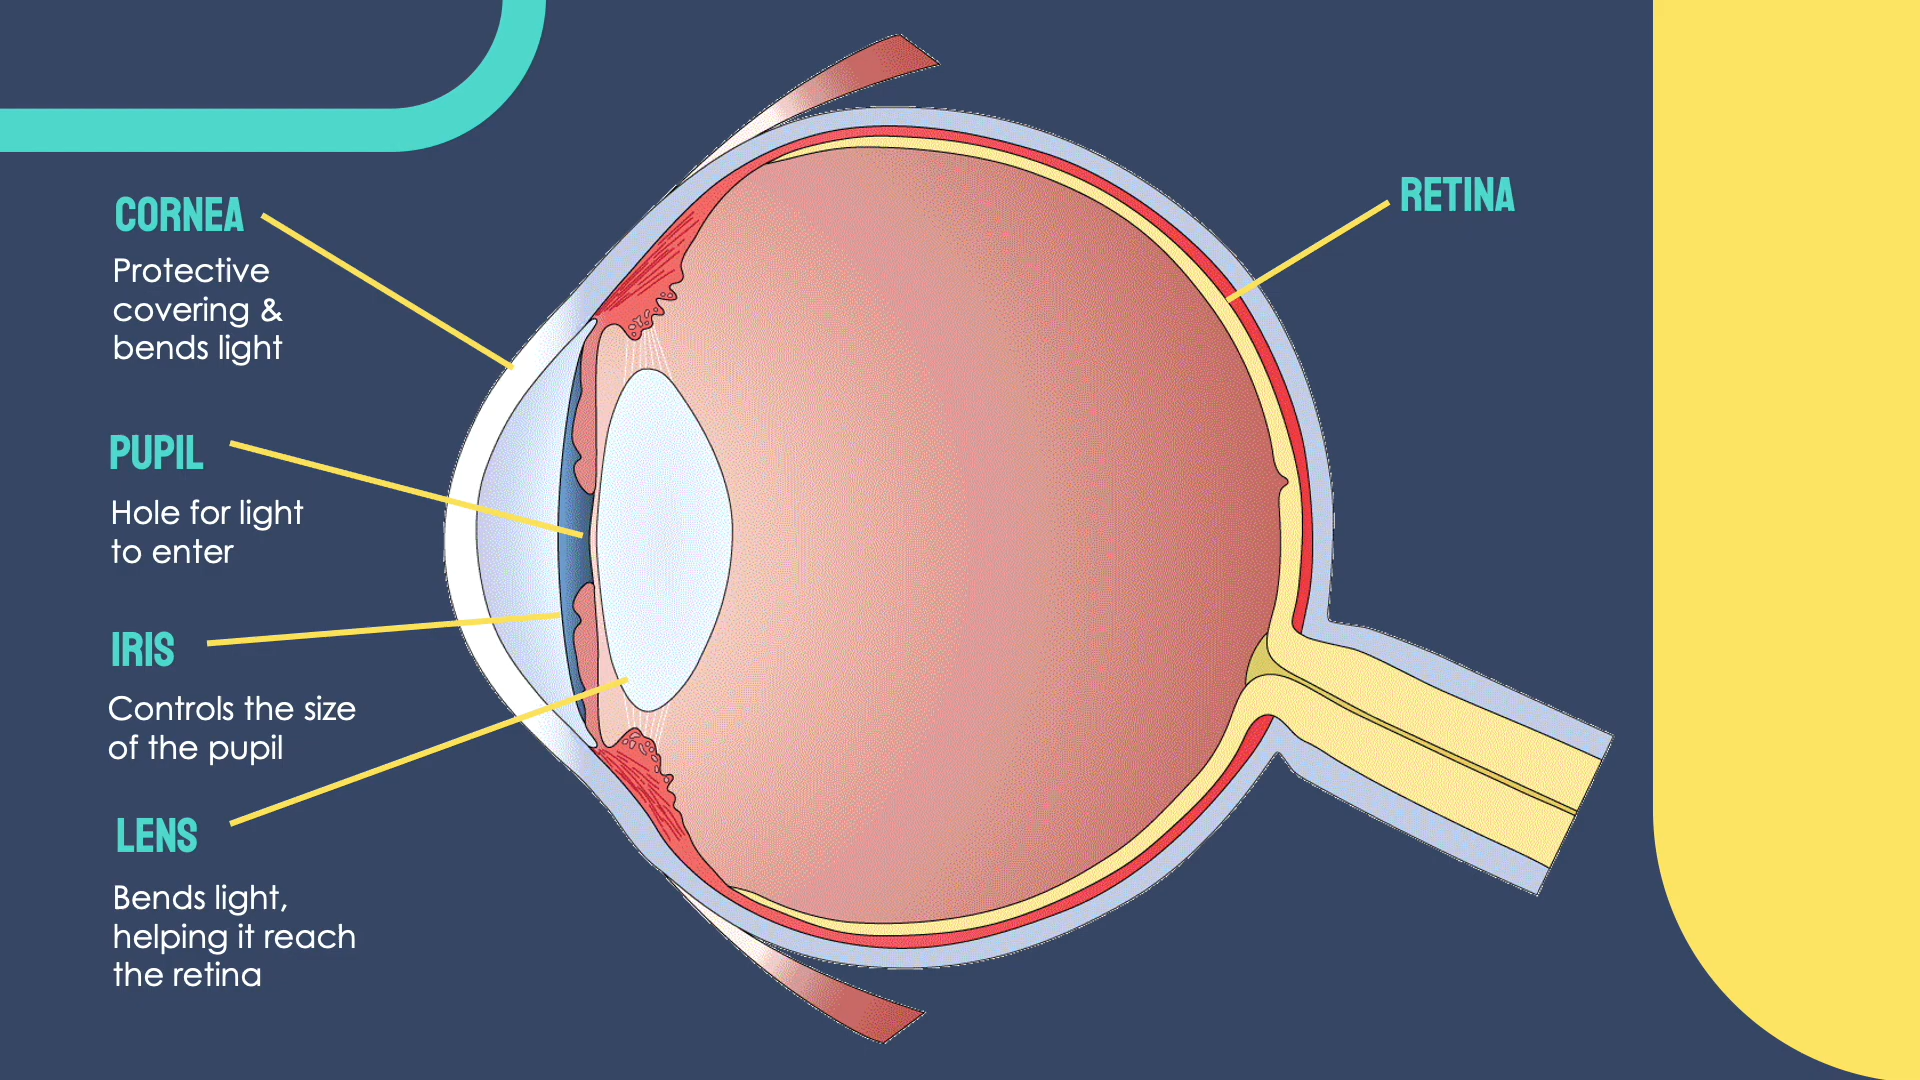 CORNEA
Protective
covering &
bends light
PUPIL
Hole for light
to enter
IRIS
Controls the size
of the pupil
LENS
Bends light,
helping it reach
the retina
RETINA